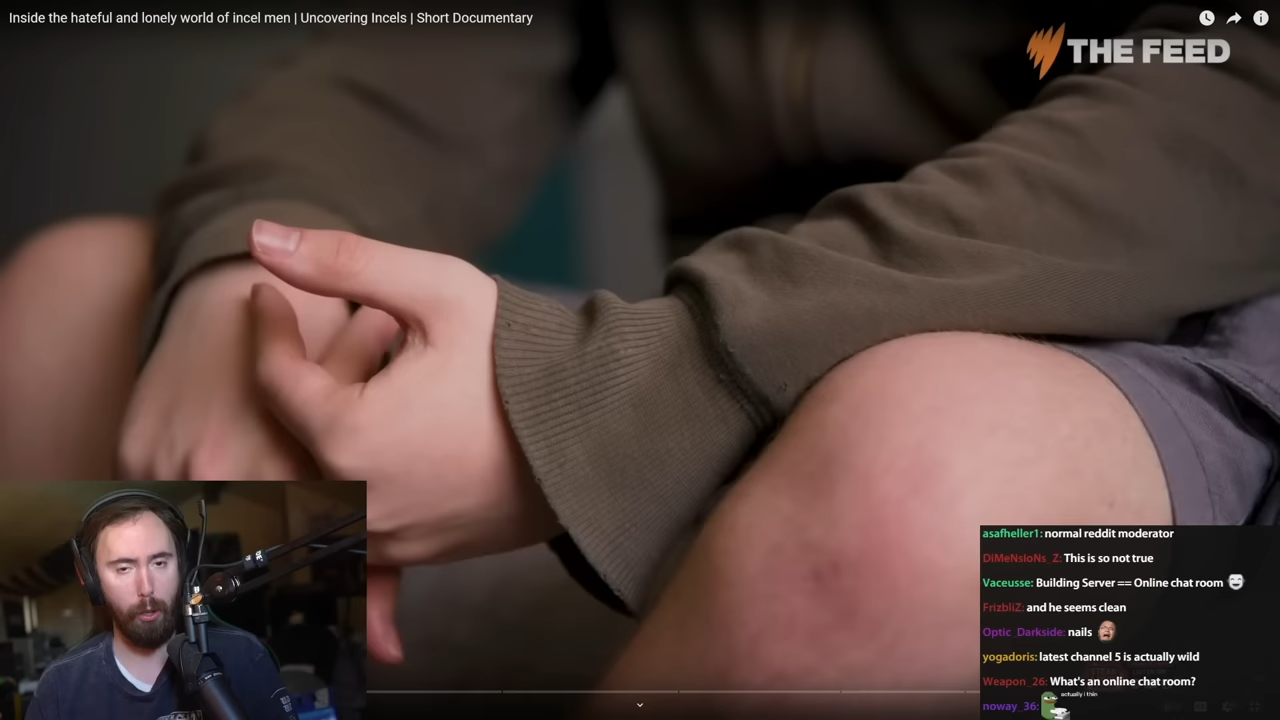 Inside the hateful and lonely world of incel men | Uncovering Incels | Short Documentary
THE FEED
asafheller1: normal reddit moderator
DiMeNsIoNs_Z: This is so not true
Vaceusse: Building Server == Online chat room
FrizbliZ: and he seems clean
Optic_Darkside: nails
yogadoris: latest channel 5 is actually wild
Weapon_26: What's an online chat room?
noway_36: actually i thin